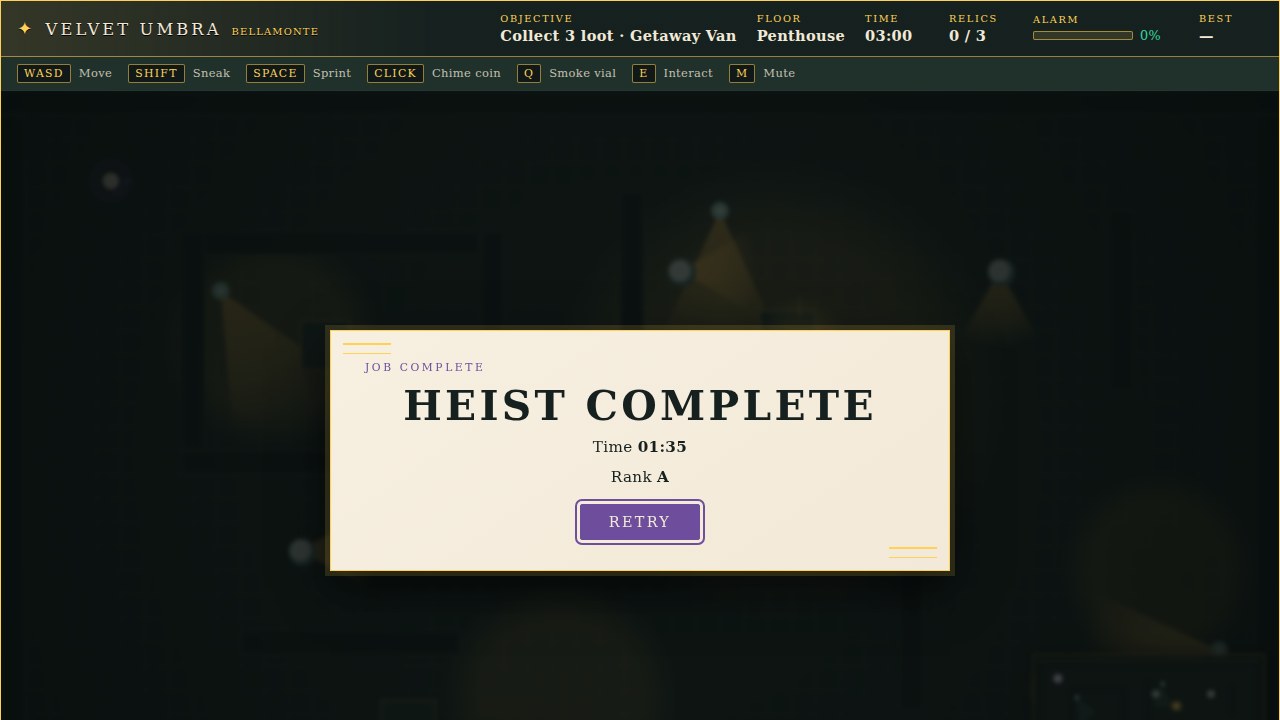 ✦ VELVET UMBRA BELLAMONTE
OBJECTIVE FLOOR TIME RELICS ALARM BEST
Collect 3 loot · Getaway Van Penthouse 03:00 0 / 3 0% —
WASD Move SHIFT Sneak SPACE Sprint CLICK Chime coin Q Smoke vial E Interact M Mute
JOB COMPLETE
HEIST COMPLETE
Time 01:35
Rank A
RETRY